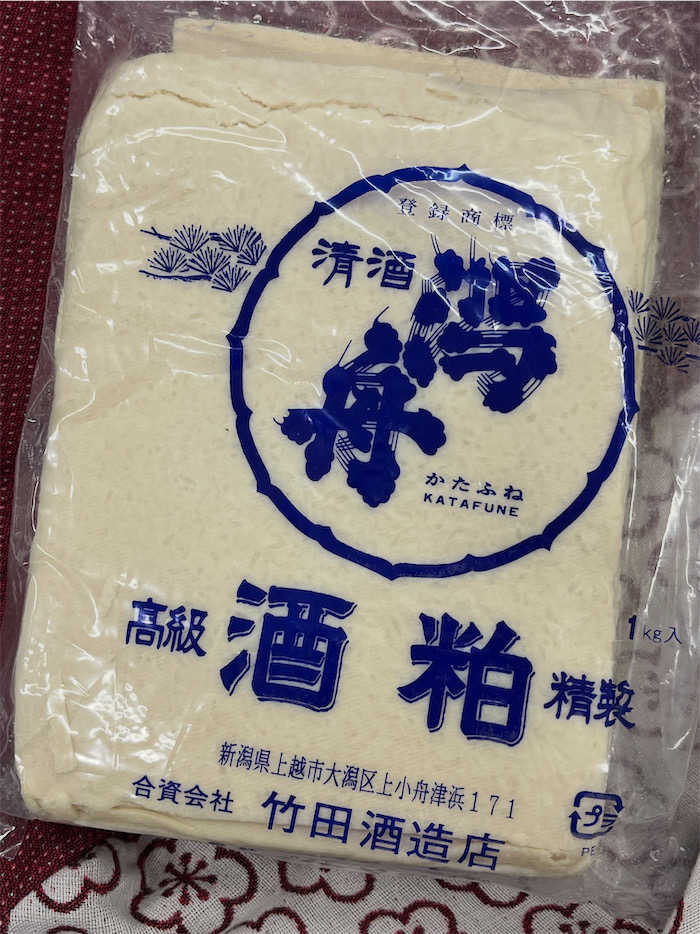 登録商標
清酒
潟舟
かたふね
KATAFUNE
高級 酒粕 精製
1kg入
新潟県上越市大潟区上小舟津浜171
合資会社 竹田酒造店
プラ
PE